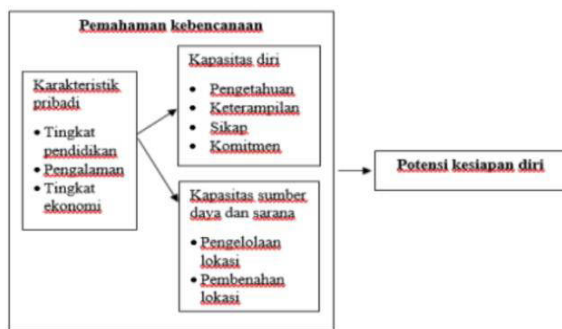 Pemahaman kebencanaan
Karakteristik
pribadi
• Tingkat
pendidikan
• Pengalaman
• Tingkat
ekonomi
Kapasitas diri
• Pengetahuan
• Keterampilan
• Sikap
• Komitmen
Kapasitas sumber
daya dan sarana
• Pengelolaan
lokasi
• Pembenahan
lokasi
Potensi kesiapan diri